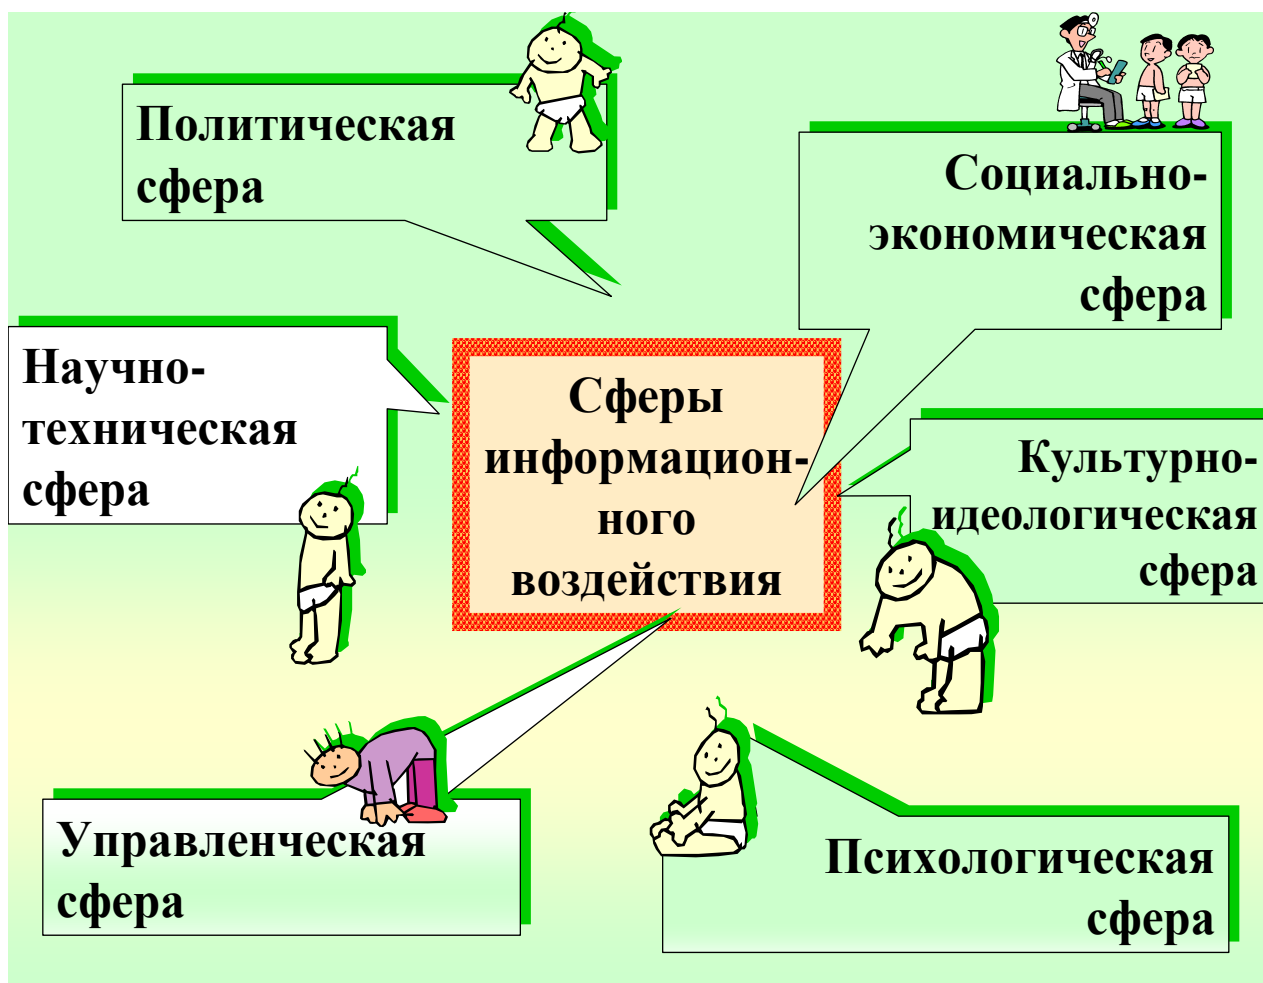 Политическая
сфера
Социально-
экономическая
сфера
Научно-
техническая
сфера
Сферы
информацион-
ного
воздействия
Культурно-
идеологическая
сфера
Управленческая
сфера
Психологическая
сфера